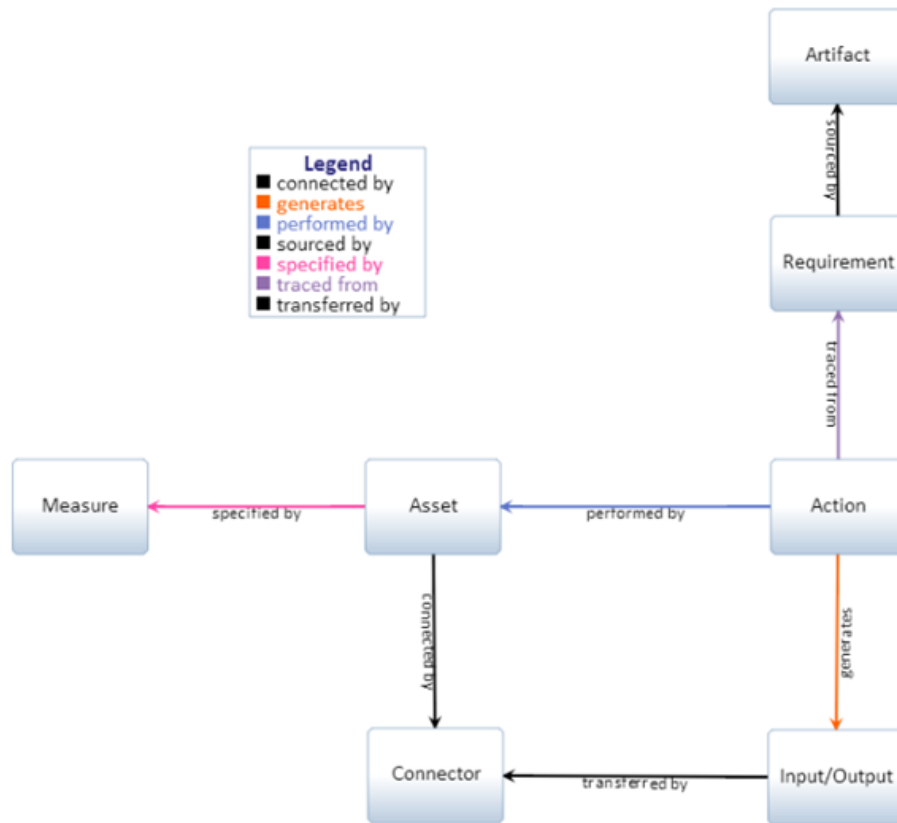 Artifact
sourced by
Legend
connected by
generates
performed by
sourced by
specified by
traced from
transferred by
Requirement
traced from
Measure
specified by
Asset
performed by
Action
connected by
generates
Connector
transferred by
Input/Output